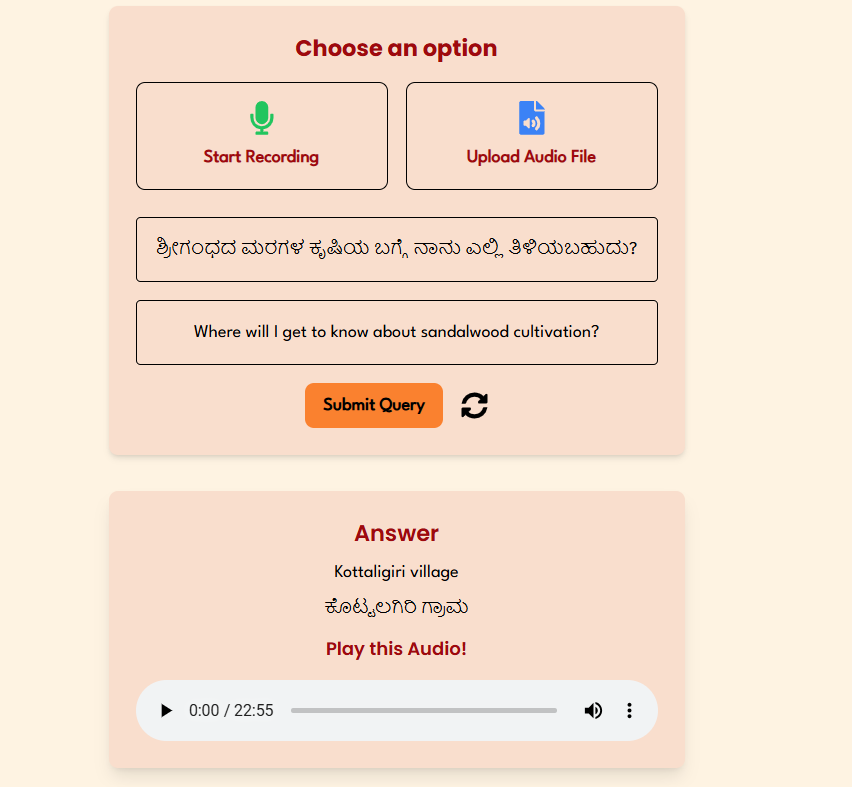 Choose an option
Start Recording
Upload Audio File
ಶ್ರೀಗಂಧದ ಮರಗಳ ಕೃಷಿಯ ಬಗ್ಗೆ ನಾನು ಎಲ್ಲಿ ತಿಳಿಯಬಹುದು?
Where will I get to know about sandalwood cultivation?
Submit Query
Answer
Kottaligiri village
ಕೊಟ್ಟಲಗಿರಿ ಗ್ರಾಮ
Play this Audio!
0:00 / 22:55